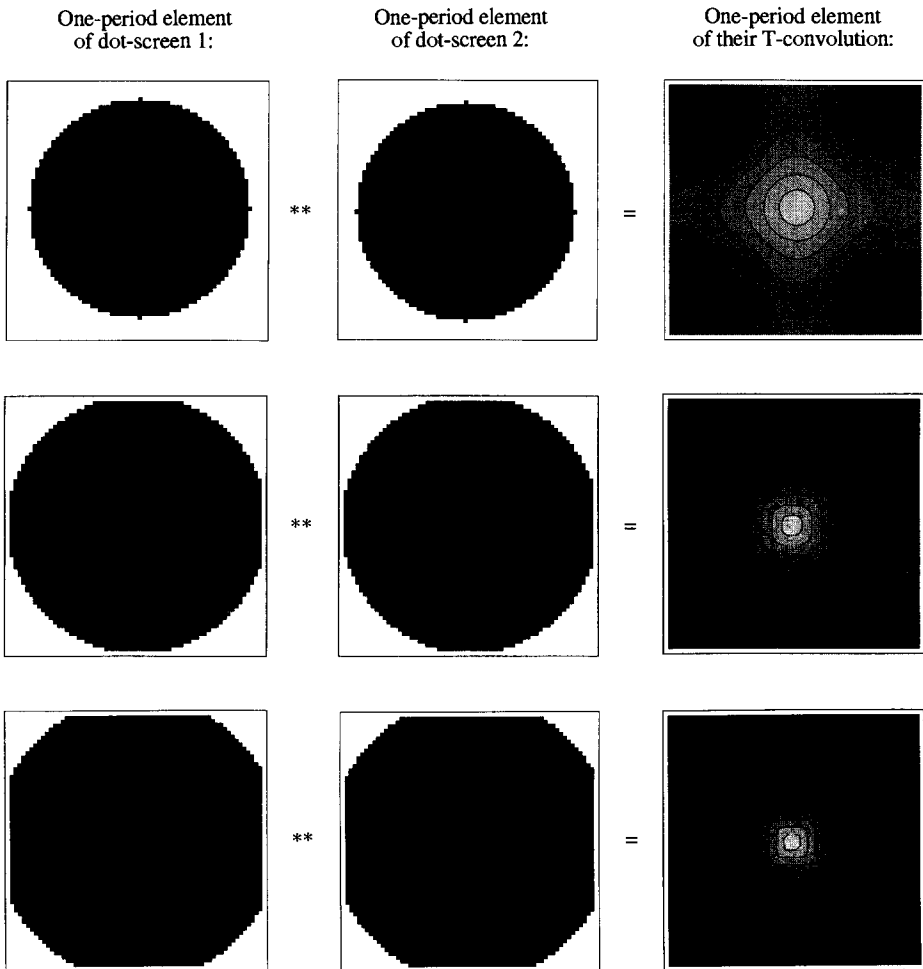 One-period element
of dot-screen 1:
One-period element
of dot-screen 2:
One-period element
of their T-convolution:
** =
** =
** =